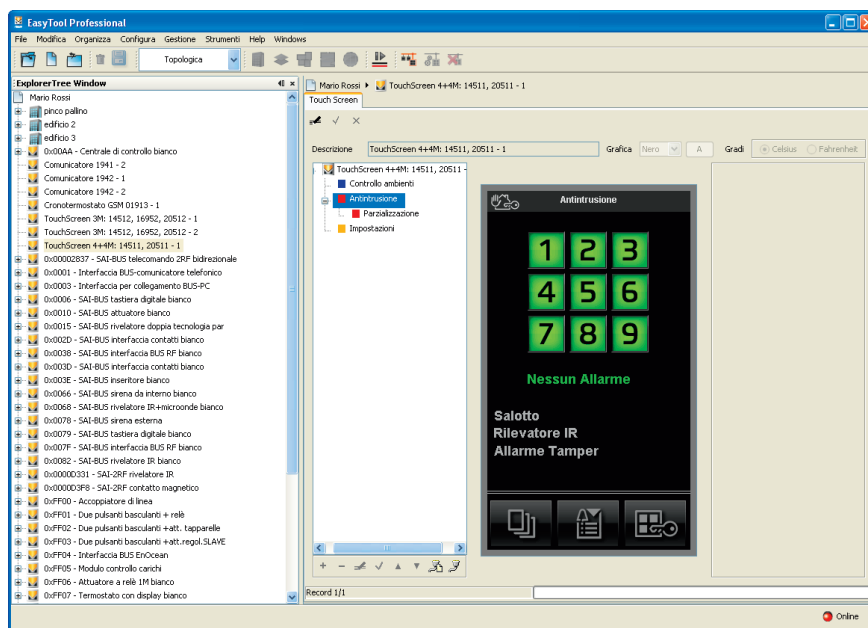 EasyTool Professional
File Modifica Organizza Configura Gestione Strumenti Help Windows
Topologica
ExplorerTree Window
Mario Rossi
pinco pallino
edificio 2
edificio 3
0x00AA - Centrale di controllo bianco
Comunicatore 1941 - 2
Comunicatore 1942 - 1
Comunicatore 1942 - 2
Cronotermostato GSM 01913 - 1
TouchScreen 3M: 14512, 16952, 20512 - 1
TouchScreen 3M: 14512, 16952, 20512 - 2
TouchScreen 4+4M: 14511, 20511 - 1
0x00002837 - SAI-BUS telecomando 2RF bidirezionale
0x0001 - Interfaccia BUS-comunicatore telefonico
0x0003 - Interfaccia per collegamento BUS-PC
0x0006 - SAI-BUS tastiera digitale bianco
0x0010 - SAI-BUS attuatore bianco
0x0015 - SAI-BUS rivelatore doppia tecnologia par
0x002D - SAI-BUS interfaccia contatti bianco
0x0038 - SAI-BUS interfaccia BUS RF bianco
0x003D - SAI-BUS interfaccia contatti bianco
0x003E - SAI-BUS inseritore bianco
0x0066 - SAI-BUS sirena da interno bianco
0x0068 - SAI-BUS rivelatore IR+microonde bianco
0x0078 - SAI-BUS sirena esterna
0x0079 - SAI-BUS tastiera digitale bianco
0x007F - SAI-BUS interfaccia BUS RF bianco
0x0082 - SAI-BUS rivelatore IR bianco
0x0000D331 - SAI-2RF rivelatore IR
0x0000D3F8 - SAI-2RF contatto magnetico
0xFF00 - Accoppiatore di linea
0xFF01 - Due pulsanti basculanti + relè
0xFF02 - Due pulsanti basculanti +att. tapparelle
0xFF03 - Due pulsanti basculanti +att.regol.SLAVE
0xFF04 - Interfaccia BUS EnOcean
0xFF05 - Modulo controllo carichi
0xFF06 - Attuatore a relè 1M bianco
0xFF07 - Termostato con display bianco
Mario Rossi TouchScreen 4+4M: 14511, 20511 - 1
Touch Screen
Descrizione TouchScreen 4+4M: 14511, 20511 - 1 Grafica Nero A Gradi Celsius Fahrenheit
TouchScreen 4+4M: 14511, 20511 -
Controllo ambienti
Antintrusione
Parzializzazione
Impostazioni
Antintrusione
1 2 3
4 5 6
7 8 9
Nessun Allarme
Salotto
Rilevatore IR
Allarme Tamper
Record 1/1
Online